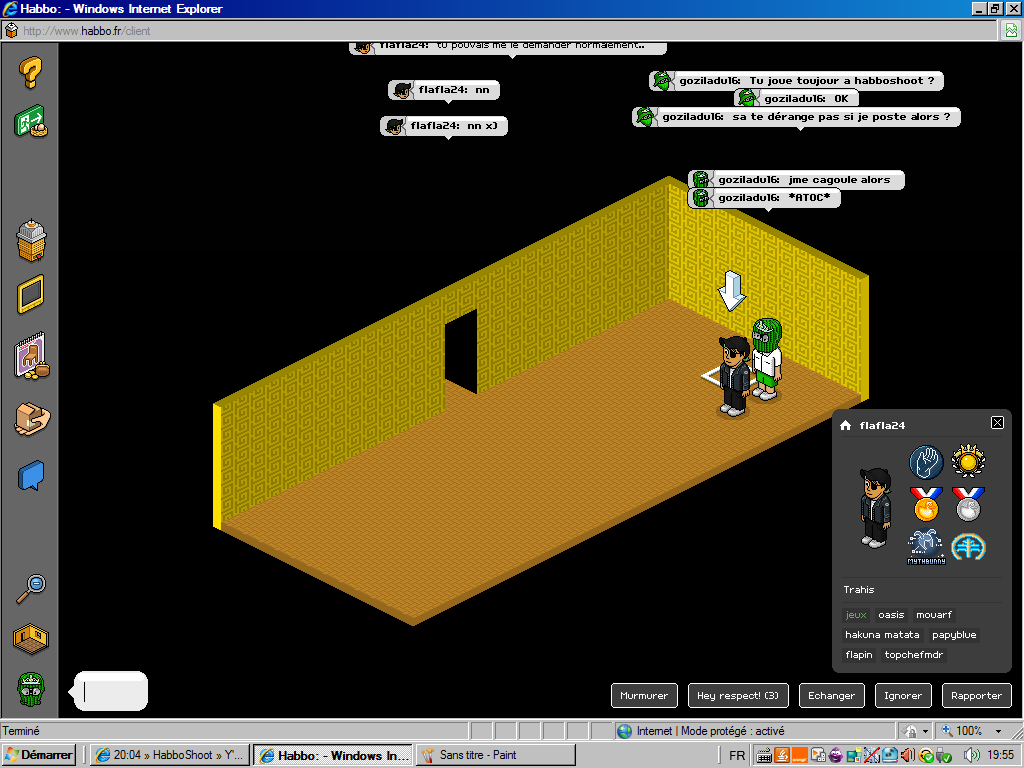 Habbo: - Windows Internet Explorer
http://www.habbo.fr/client
flafla24: tu pouvais me le demander normalement..
goziladu16: Tu joue toujour a habboshoot ?
flafla24: nn
goziladu16: OK
goziladu16: sa te dérange pas si je poste alors ?
flafla24: nn xJ
goziladu16: jme cagoule alors
goziladu16: *ATOC*
flafla24
MYTHBUNNY
Trahis
jeux oasis mouarf
hakuna matata papyblue
flapin topchefmdr
Murmurer Hey respect! (3) Echanger Ignorer Rapporter
Terminé Internet | Mode protégé : activé 100%
Démarrer 20:04 » HabboShoot » Y'... Habbo: - Windows In... Sans titre - Paint FR 19:55